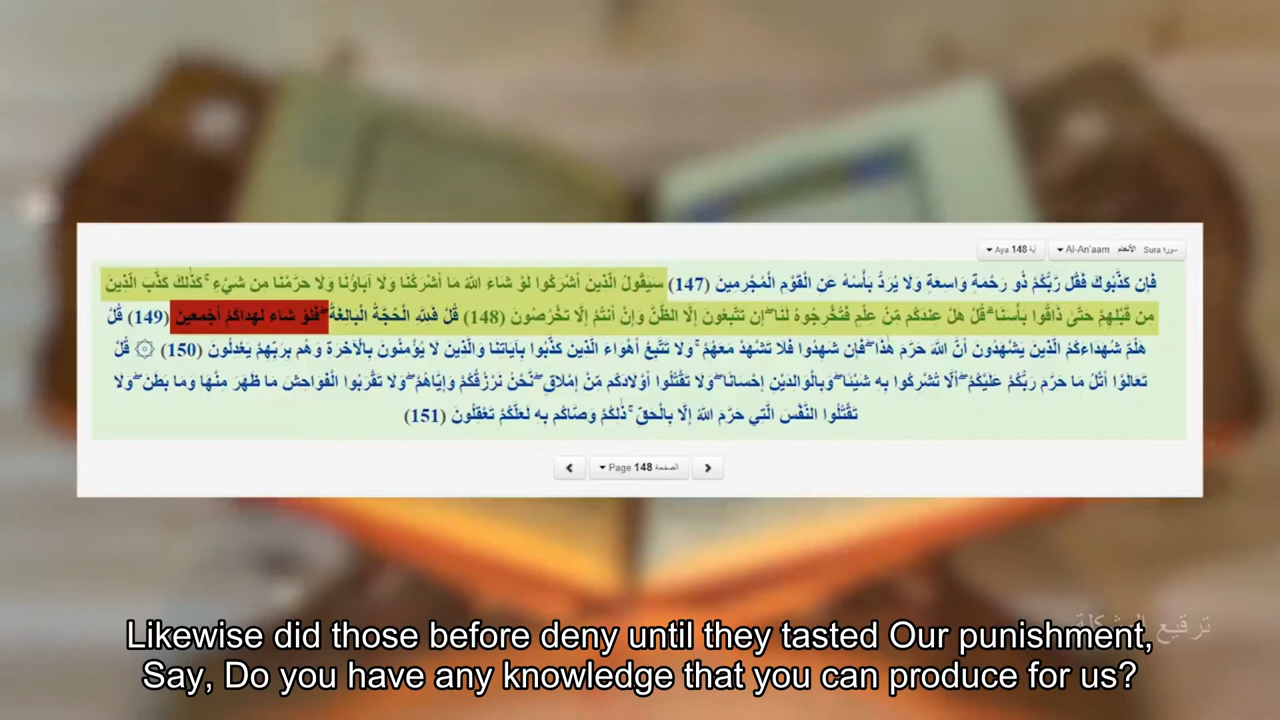 Aya 148 آية Al-An'aam الأنعام Sura سورة
فَإِن كَذَّبُوكَ فَقُل رَّبُّكُمْ ذُو رَحْمَةٍ وَاسِعَةٍ وَلَا يُرَدُّ بَأْسُهُ عَنِ الْقَوْمِ الْمُجْرِمِينَ (147) سَيَقُولُ الَّذِينَ أَشْرَكُوا لَوْ شَاءَ اللَّهُ مَا أَشْرَكْنَا وَلَا آبَاؤُنَا وَلَا حَرَّمْنَا مِن شَيْءٍ ۚ كَذَٰلِكَ كَذَّبَ الَّذِينَ
مِن قَبْلِهِمْ حَتَّىٰ ذَاقُوا بَأْسَنَا ۗ قُلْ هَلْ عِندَكُم مِّنْ عِلْمٍ فَتُخْرِجُوهُ لَنَا ۖ إِن تَتَّبِعُونَ إِلَّا الظَّنَّ وَإِنْ أَنتُمْ إِلَّا تَخْرُصُونَ (148) قُلْ فَلِلَّهِ الْحُجَّةُ الْبَالِغَةُ ۖ فَلَوْ شَاءَ لَهَدَاكُمْ أَجْمَعِينَ (149) قُلْ
هَلُمَّ شُهَدَاءَكُمُ الَّذِينَ يَشْهَدُونَ أَنَّ اللَّهَ حَرَّمَ هَٰذَا ۖ فَإِن شَهِدُوا فَلَا تَشْهَدْ مَعَهُمْ ۚ وَلَا تَتَّبِعْ أَهْوَاءَ الَّذِينَ كَذَّبُوا بِآيَاتِنَا وَالَّذِينَ لَا يُؤْمِنُونَ بِالْآخِرَةِ وَهُم بِرَبِّهِمْ يَعْدِلُونَ (150) ۞ قُلْ
تَعَالَوْا أَتْلُ مَا حَرَّمَ رَبُّكُمْ عَلَيْكُمْ ۖ أَلَّا تُشْرِكُوا بِهِ شَيْئًا ۖ وَبِالْوَالِدَيْنِ إِحْسَانًا ۖ وَلَا تَقْتُلُوا أَوْلَادَكُم مِّنْ إِمْلَاقٍ ۖ نَّحْنُ نَرْزُقُكُمْ وَإِيَّاهُمْ ۖ وَلَا تَقْرَبُوا الْفَوَاحِشَ مَا ظَهَرَ مِنْهَا وَمَا بَطَنَ ۖ وَلَا
تَقْتُلُوا النَّفْسَ الَّتِي حَرَّمَ اللَّهُ إِلَّا بِالْحَقِّ ۚ ذَٰلِكُمْ وَصَّاكُم بِهِ لَعَلَّكُمْ تَعْقِلُونَ (151)
Page 148 الصفحة
ترقيع المشكلة
Likewise did those before deny until they tasted Our punishment,
Say, Do you have any knowledge that you can produce for us?